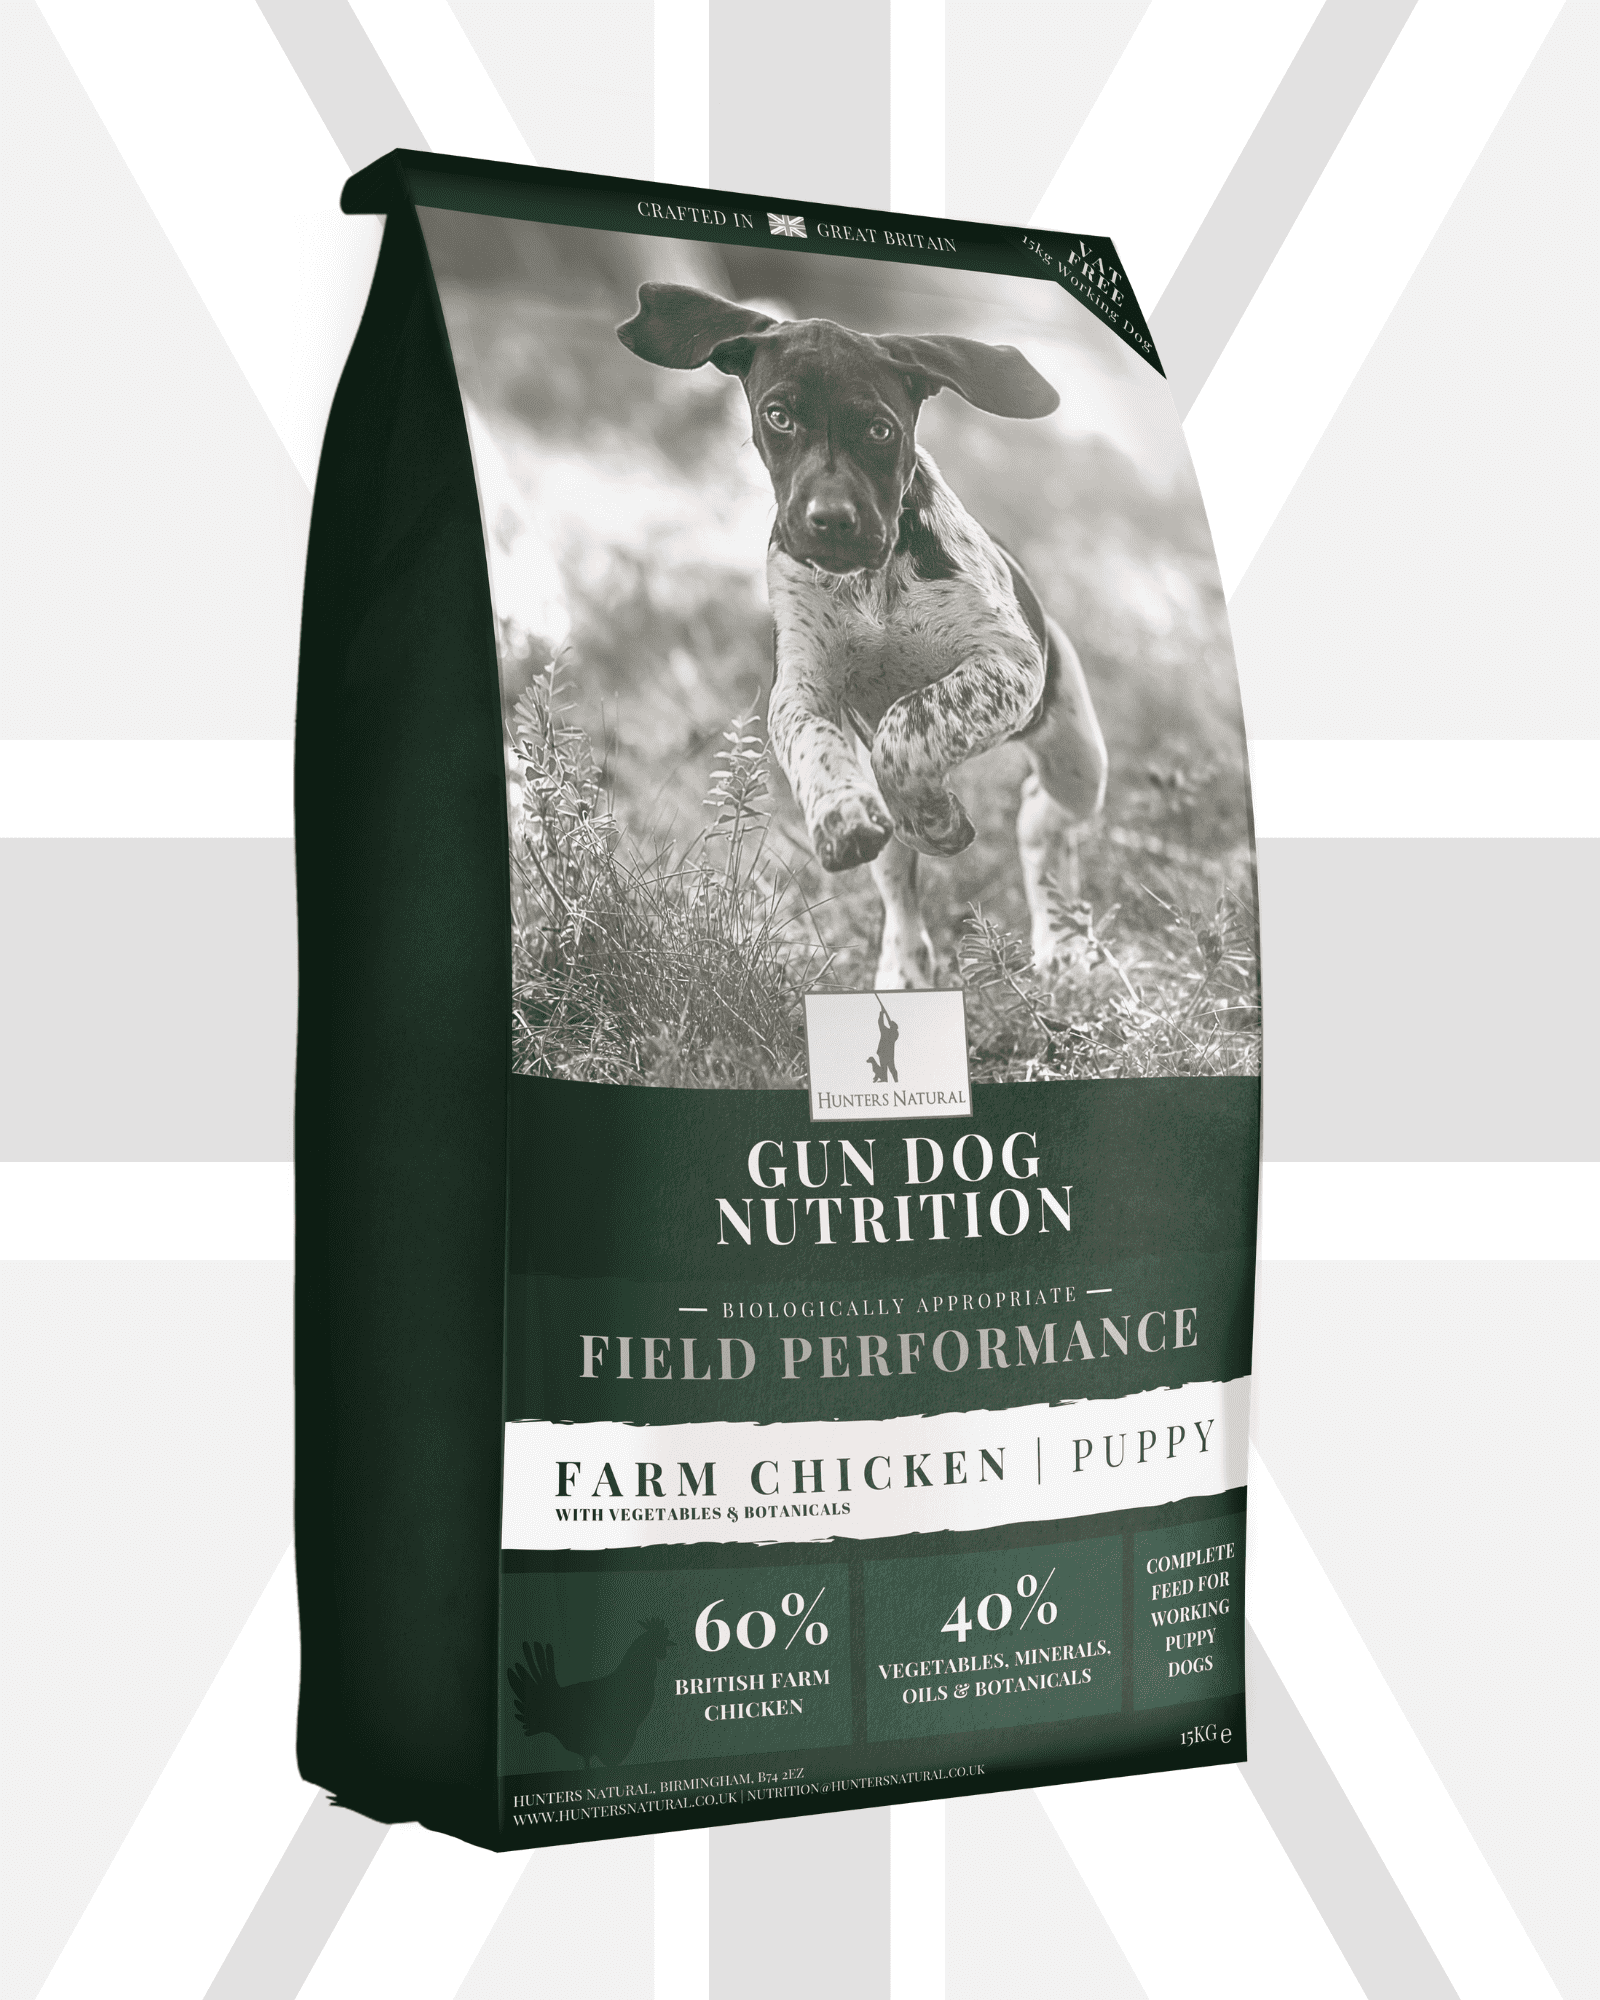 CRAFTED IN GREAT BRITAIN
VAT
FREE
15kg Working Dog
HUNTERS NATURAL
GUN DOG
NUTRITION
— BIOLOGICALLY APPROPRIATE —
FIELD PERFORMANCE
FARM CHICKEN | PUPPY
WITH VEGETABLES & BOTANICALS
60%
BRITISH FARM
CHICKEN
40%
VEGETABLES, MINERALS,
OILS & BOTANICALS
COMPLETE
FEED FOR
WORKING
PUPPY
DOGS
15KG e
HUNTERS NATURAL, BIRMINGHAM, B74 2EZ
WWW.HUNTERSNATURAL.CO.UK | NUTRITION@HUNTERSNATURAL.CO.UK